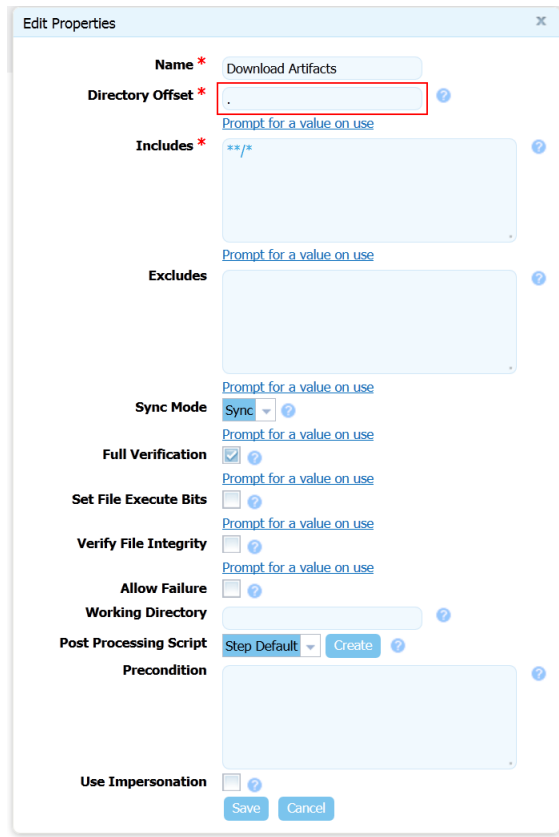 Edit Properties x
Name * Download Artifacts
Directory Offset * . ?
Prompt for a value on use
Includes * **/* ?
Prompt for a value on use
Excludes ?
Prompt for a value on use
Sync Mode Sync ?
Prompt for a value on use
Full Verification ?
Prompt for a value on use
Set File Execute Bits ?
Prompt for a value on use
Verify File Integrity ?
Prompt for a value on use
Allow Failure ?
Working Directory ?
Post Processing Script Step Default Create ?
Precondition ?
Use Impersonation ?
Save Cancel